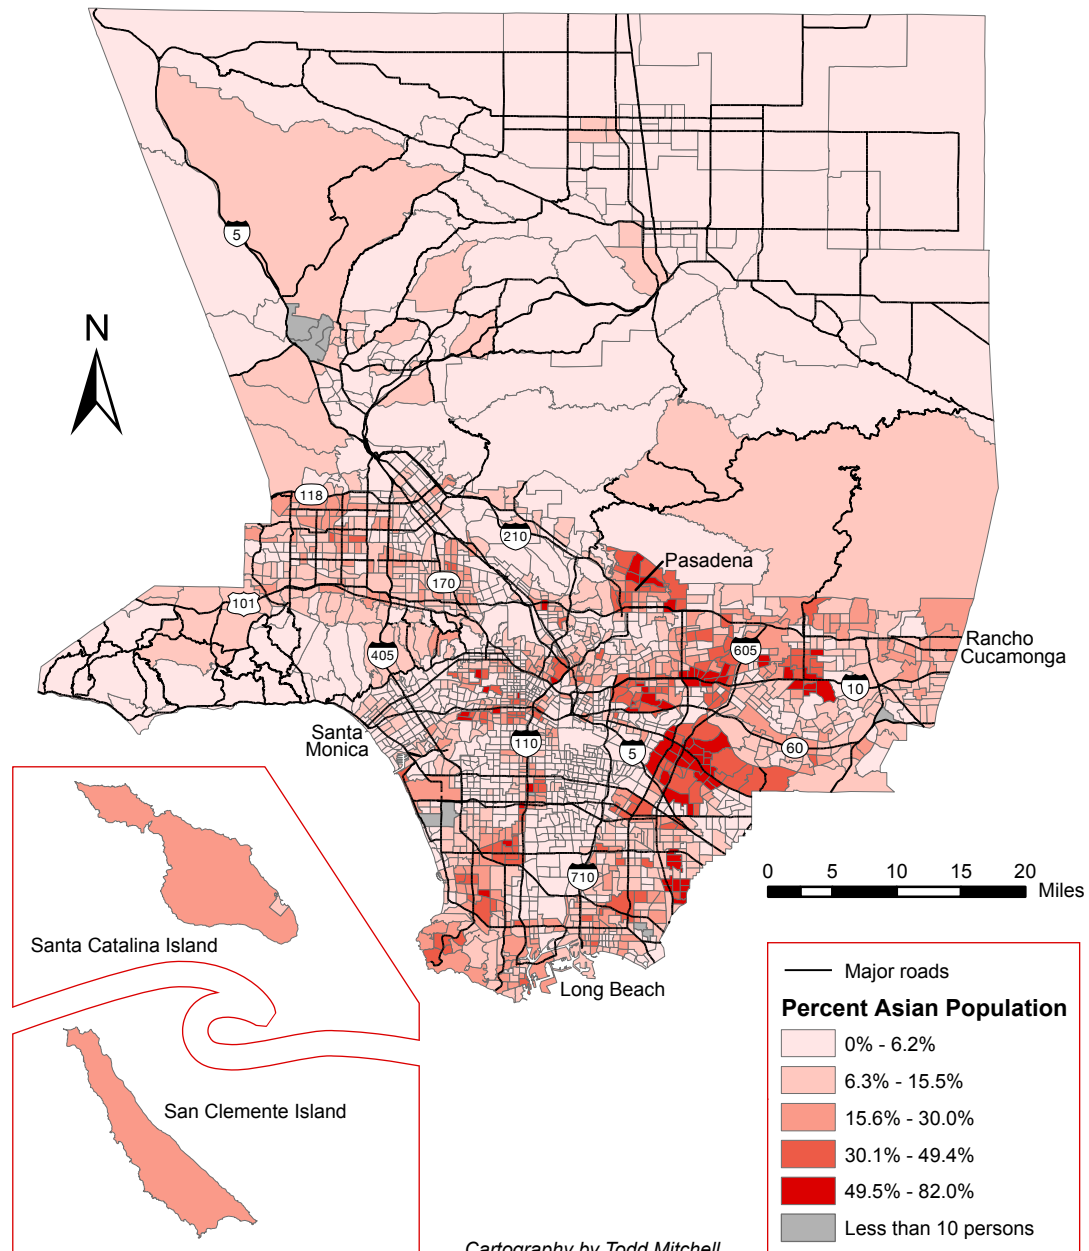 N
5
118
210
Pasadena
170
101
405
605
Rancho
Cucamonga
10
Santa
Monica
110
5
60
710
0 5 10 15 20
Miles
Santa Catalina Island
Long Beach
San Clemente Island
Major roads
Percent Asian Population
0% - 6.2%
6.3% - 15.5%
15.6% - 30.0%
30.1% - 49.4%
49.5% - 82.0%
Less than 10 persons
Cartography by Todd Mitchell